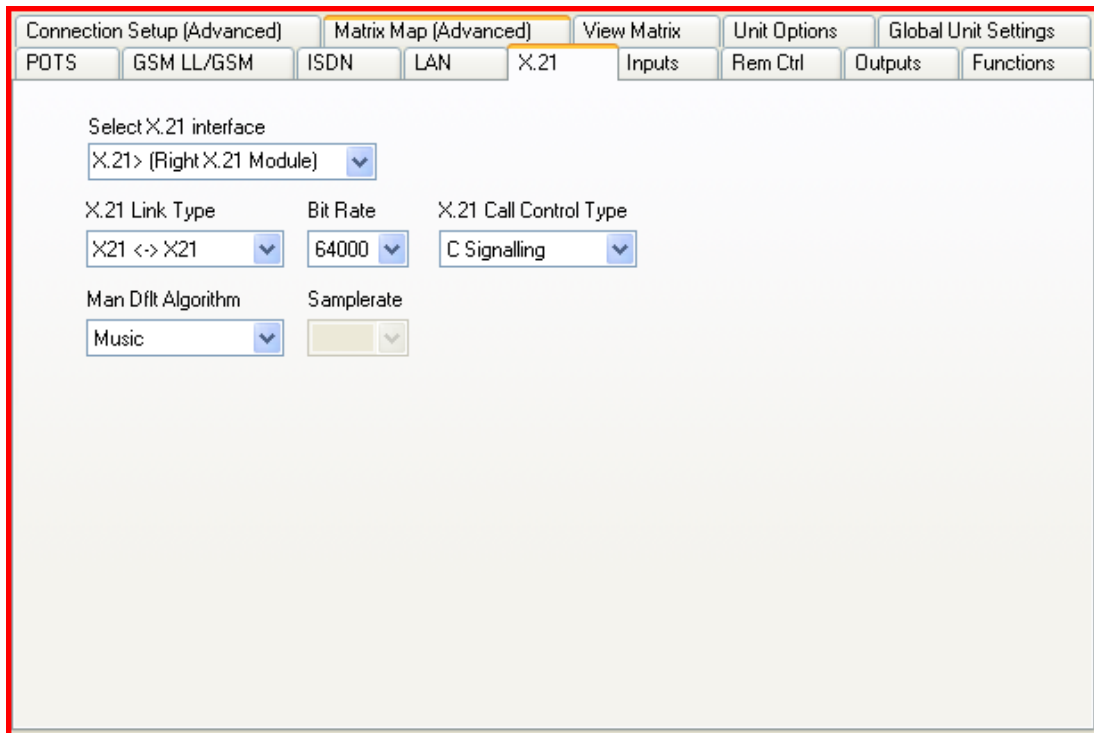 Connection Setup (Advanced) Matrix Map (Advanced) View Matrix Unit Options Global Unit Settings
POTS GSM LL/GSM ISDN LAN X.21 Inputs Rem Ctrl Outputs Functions
Select X.21 interface
X.21> (Right X.21 Module)
X.21 Link Type Bit Rate X.21 Call Control Type
X21 <-> X21 64000 C Signalling
Man Dflt Algorithm Samplerate
Music